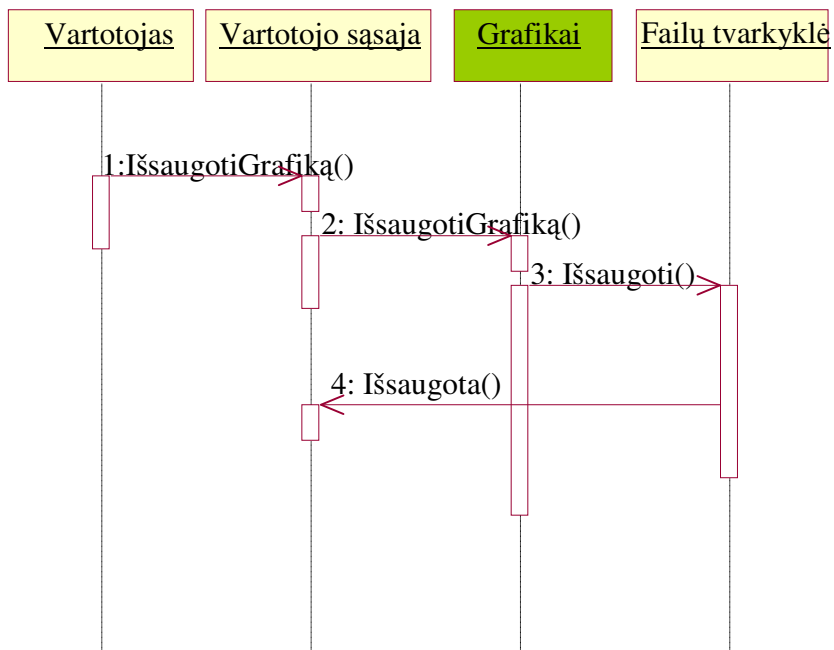 Vartotojas
Vartotojo sąsaja
Grafikai
Failų tvarkyklė
1:IšsaugotiGrafiką()
2: IšsaugotiGrafiką()
3: Išsaugoti()
4: Išsaugota()